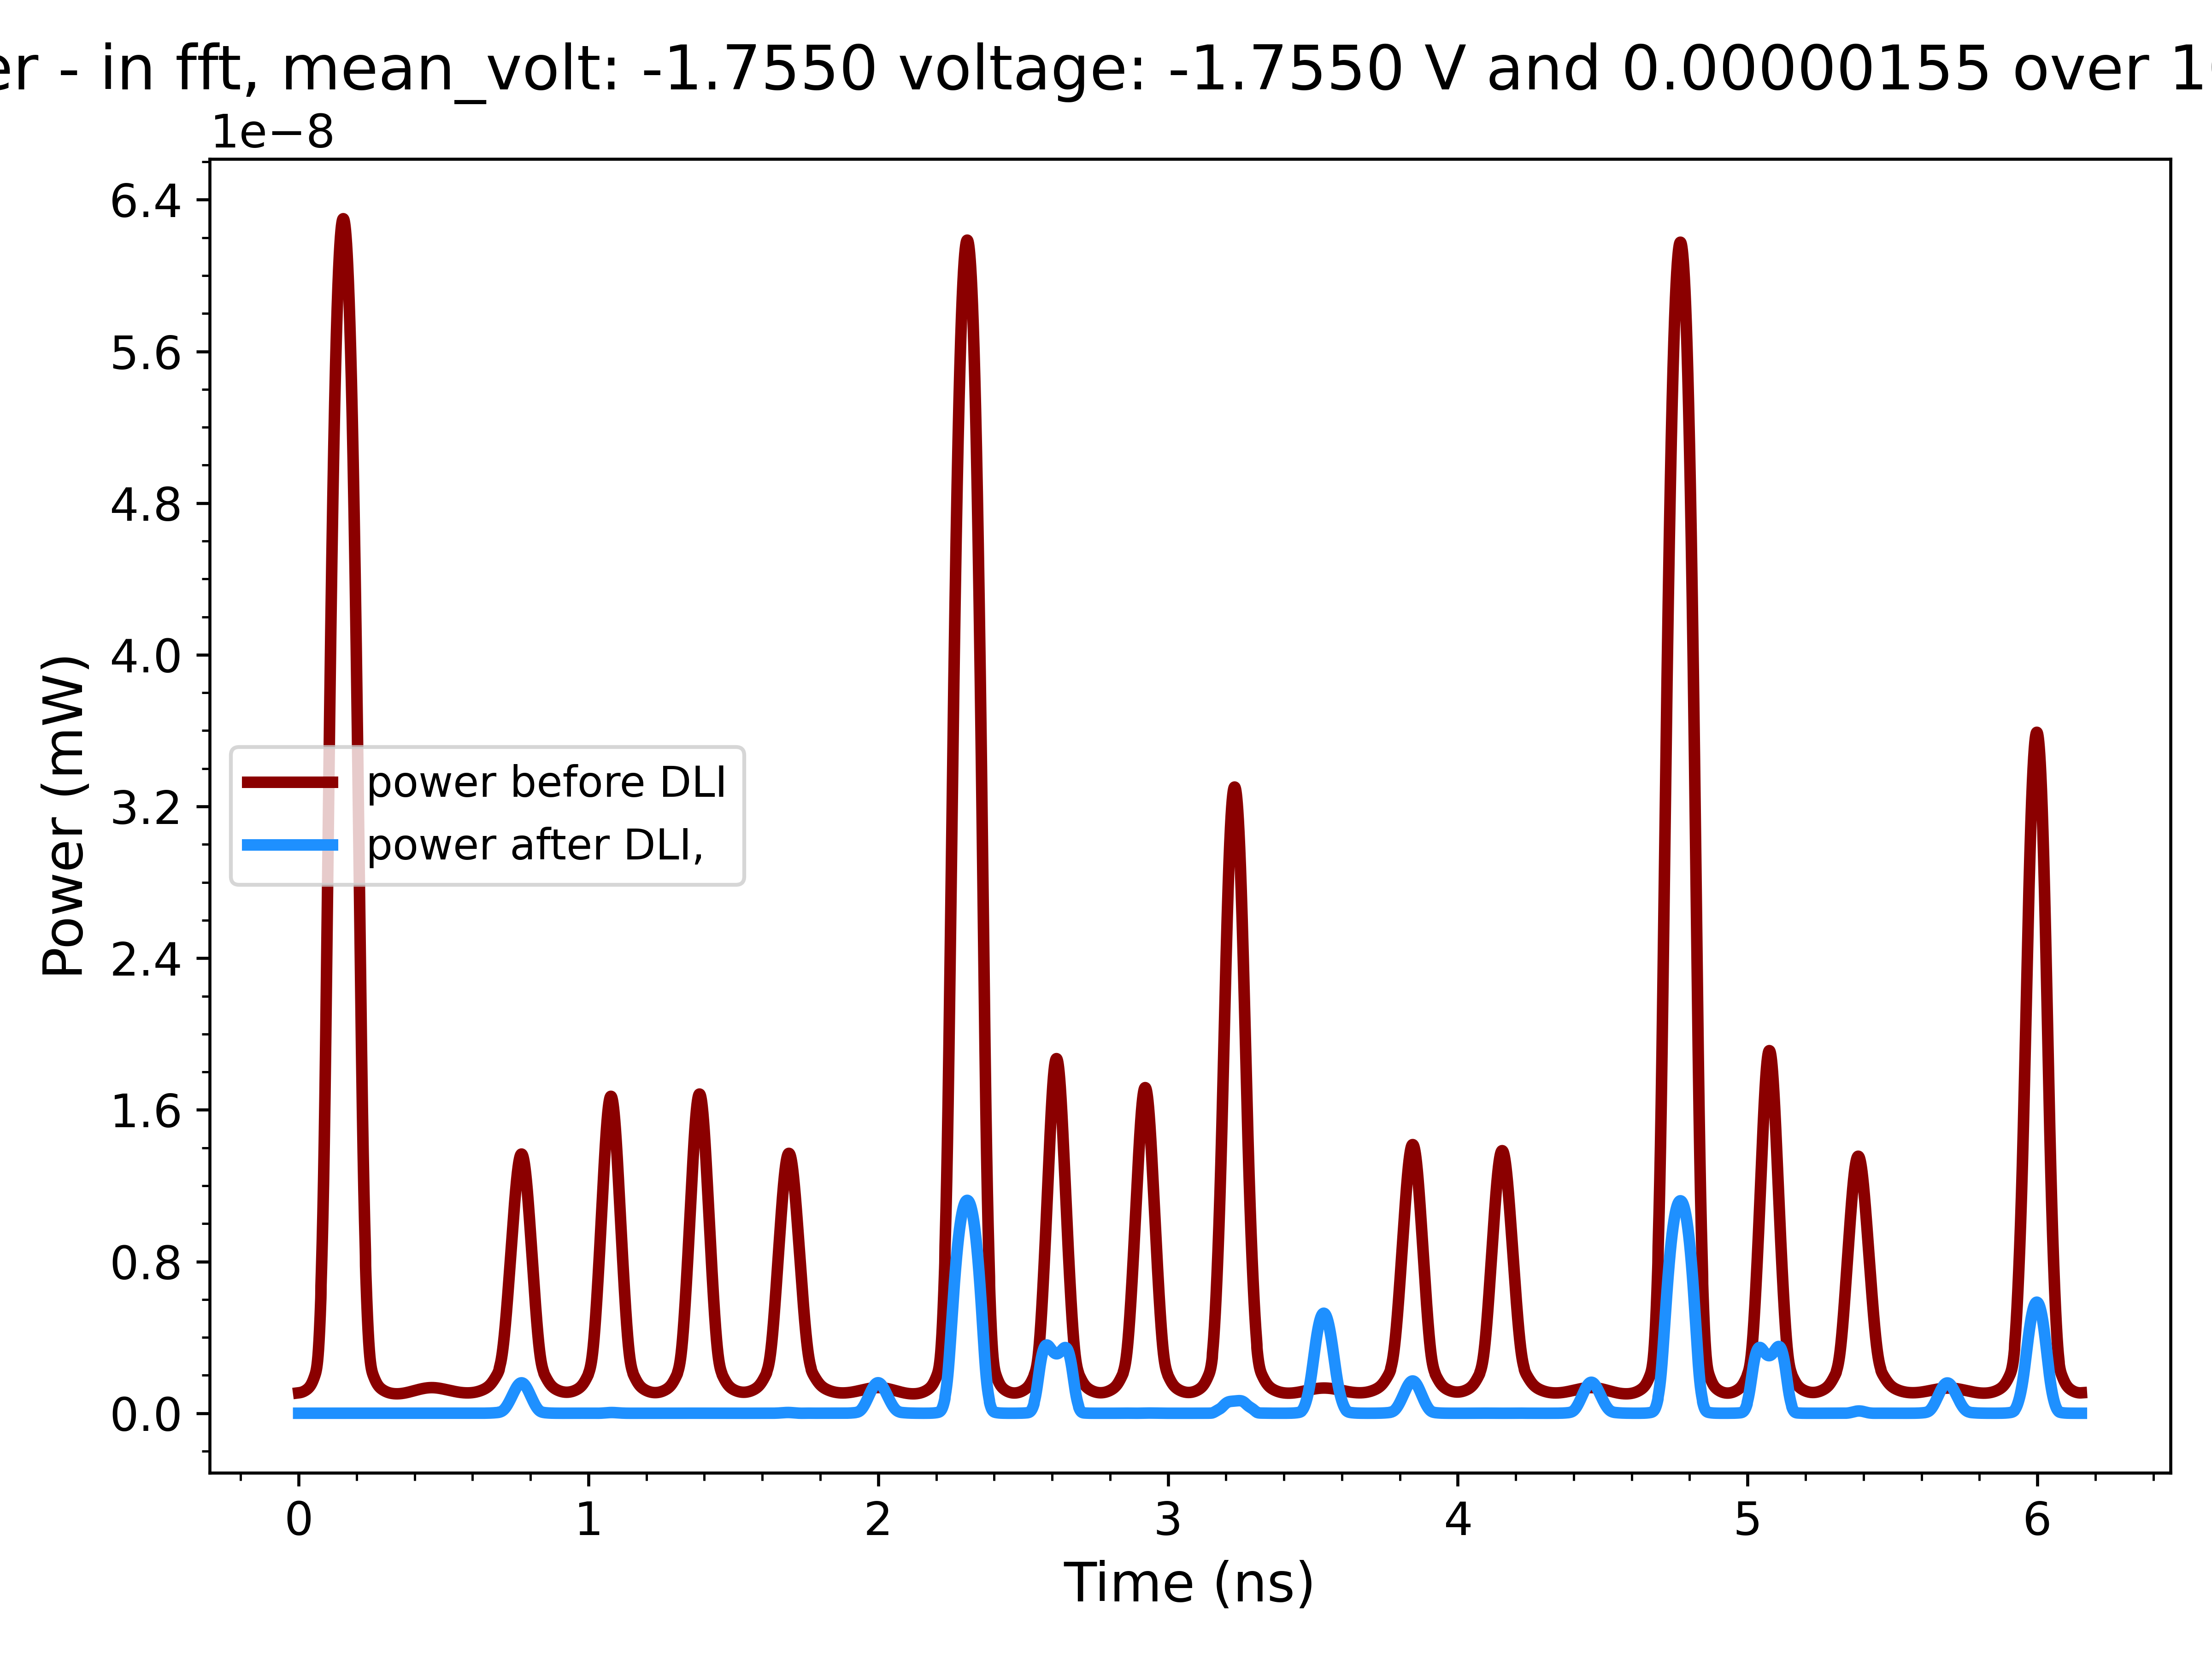 er - in fft, mean_volt: -1.7550 voltage: -1.7550 V and 0.00000155 over 1
1e−8
6.4
5.6
4.8
4.0
3.2
2.4
1.6
0.8
0.0
Power (mW)
power before DLI
power after DLI,
0 1 2 3 4 5 6
Time (ns)